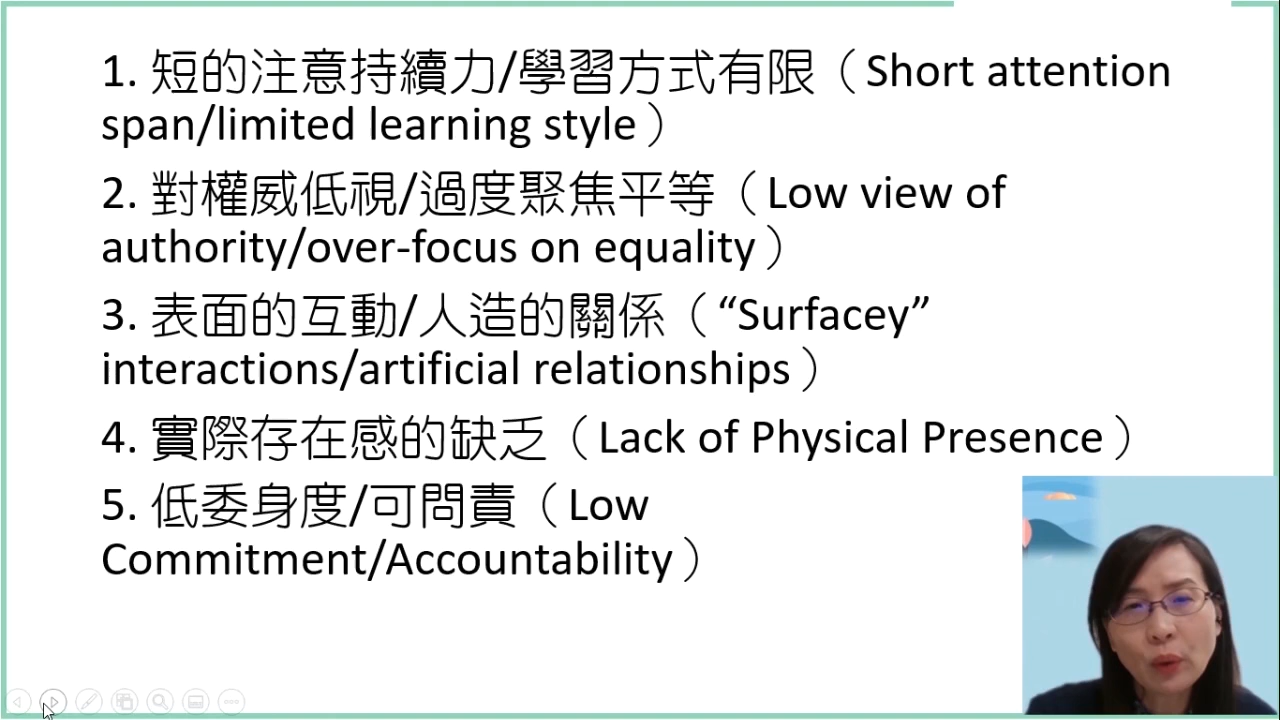 1. 短的注意持續力/學習方式有限（Short attention
span/limited learning style）
2. 對權威低視/過度聚焦平等（Low view of
authority/over-focus on equality）
3. 表面的互動/人造的關係（“Surfacey”
interactions/artificial relationships）
4. 實際存在感的缺乏（Lack of Physical Presence）
5. 低委身度/可問責（Low
Commitment/Accountability）